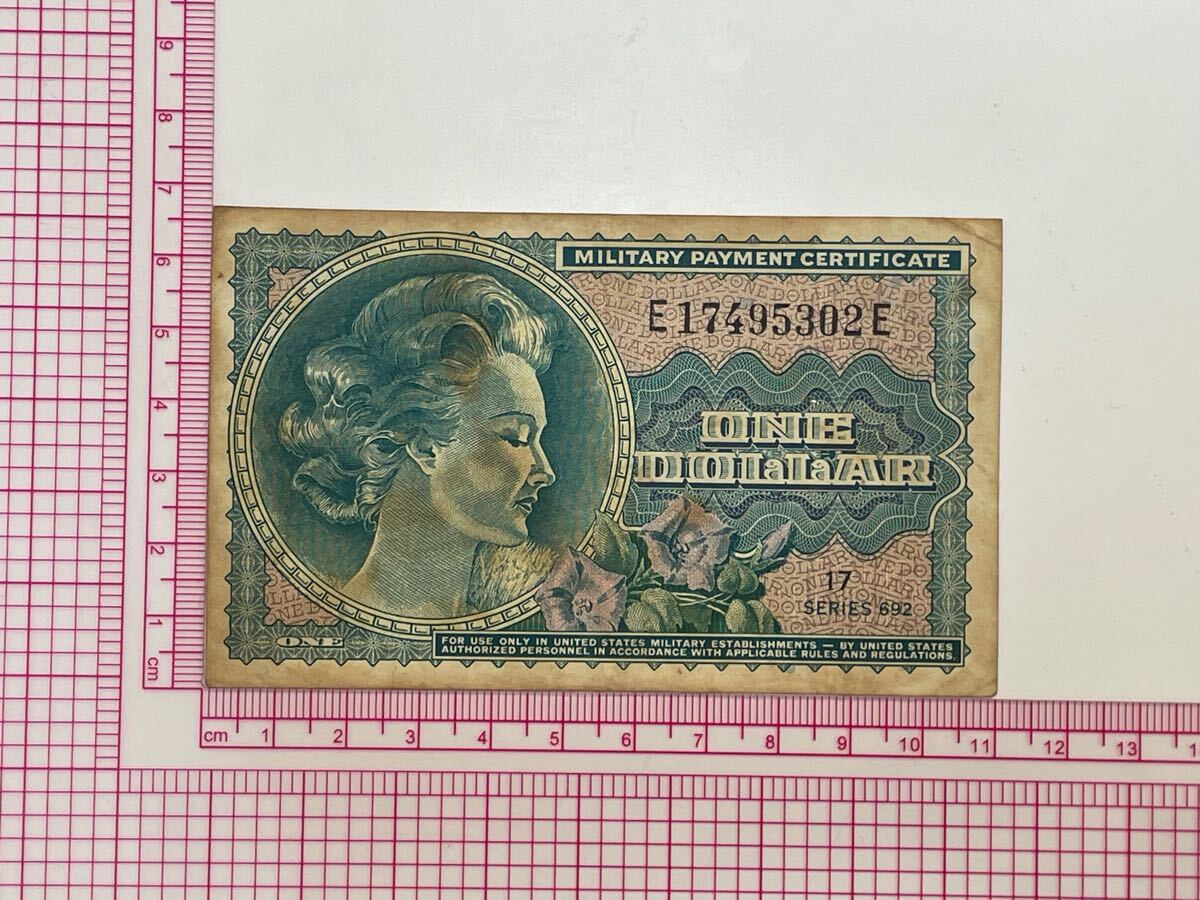 MILITARY PAYMENT CERTIFICATE
E17495302E
ONE
DOLLAR
17
SERIES 692
ONE
FOR USE ONLY IN UNITED STATES MILITARY ESTABLISHMENTS — BY UNITED STATES
AUTHORIZED PERSONNEL IN ACCORDANCE WITH APPLICABLE RULES AND REGULATIONS.
9
8
7
6
5
4
3
2
1
cm
cm 1 2 3 4 5 6 7 8 9 10 11 12 13